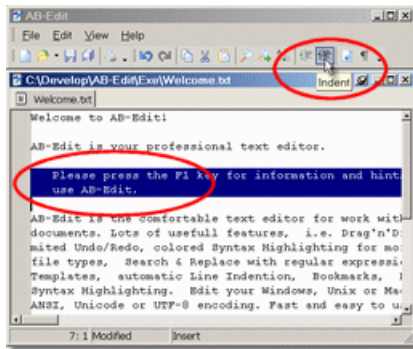 AB-Edit
File Edit View Help
Indent
C:\Develop\AB-Edit\Exe\Welcome.txt
Welcome.txt
Welcome to AB-Edit!
AB-Edit is your professional text editor.
Please press the F1 key for information and hint
use AB-Edit.
AB-Edit is the comfortable text editor for work with
documents. Lots of usefull features, i.e. Drag'n'D
mited Undo/Redo, colored Syntax Highlighting for mo
file types, Search & Replace with regular expressi
Templates, automatic Line Indention, Bookmarks,
Syntax Highlighting. Edit your Windows, Unix or Ma
ANSI, Unicode or UTF-8 encoding. Fast and easy to u
7: 1 Modified Insert